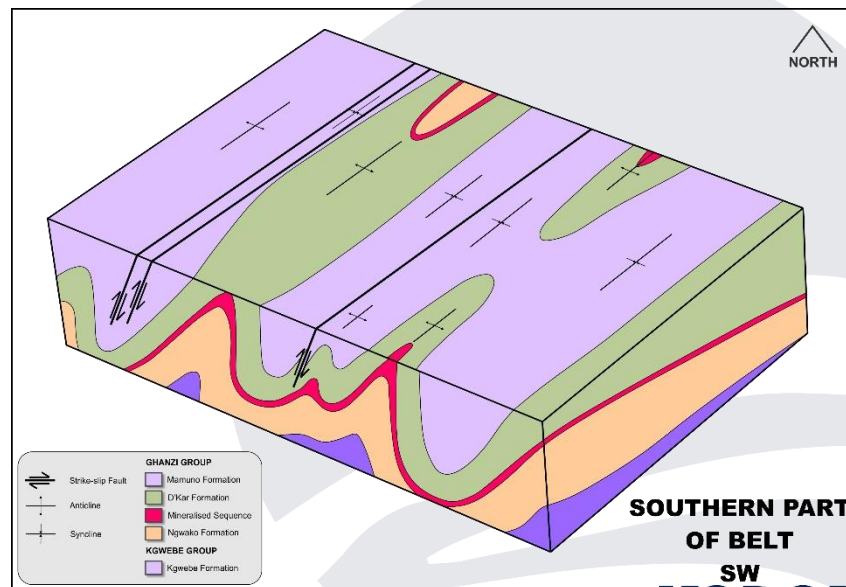 NORTH
Strike-slip Fault
Anticline
Syncline
GHANZI GROUP
Mamuno Formation
D'Kar Formation
Mineralised Sequence
Ngwako Formation
KGWEBE GROUP
Kgwebe Formation
SOUTHERN PART
OF BELT
SW